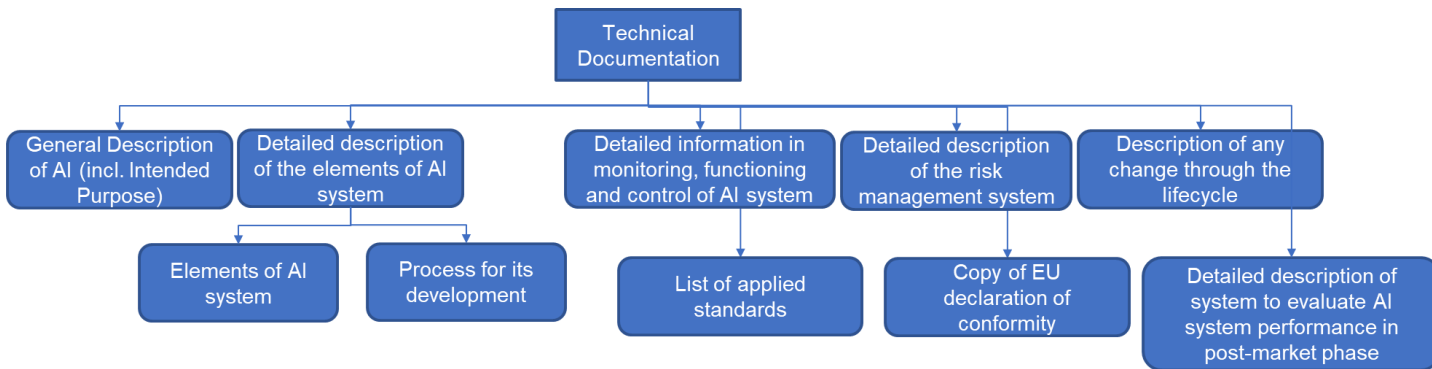 Technical
Documentation
General Description
of AI (incl. Intended
Purpose)
Detailed description
of the elements of AI
system
Detailed information in
monitoring, functioning
and control of AI system
Detailed description
of the risk
management system
Description of any
change through the
lifecycle
Elements of AI
system
Process for its
development
List of applied
standards
Copy of EU
declaration of
conformity
Detailed description of
system to evaluate AI
system performance in
post-market phase